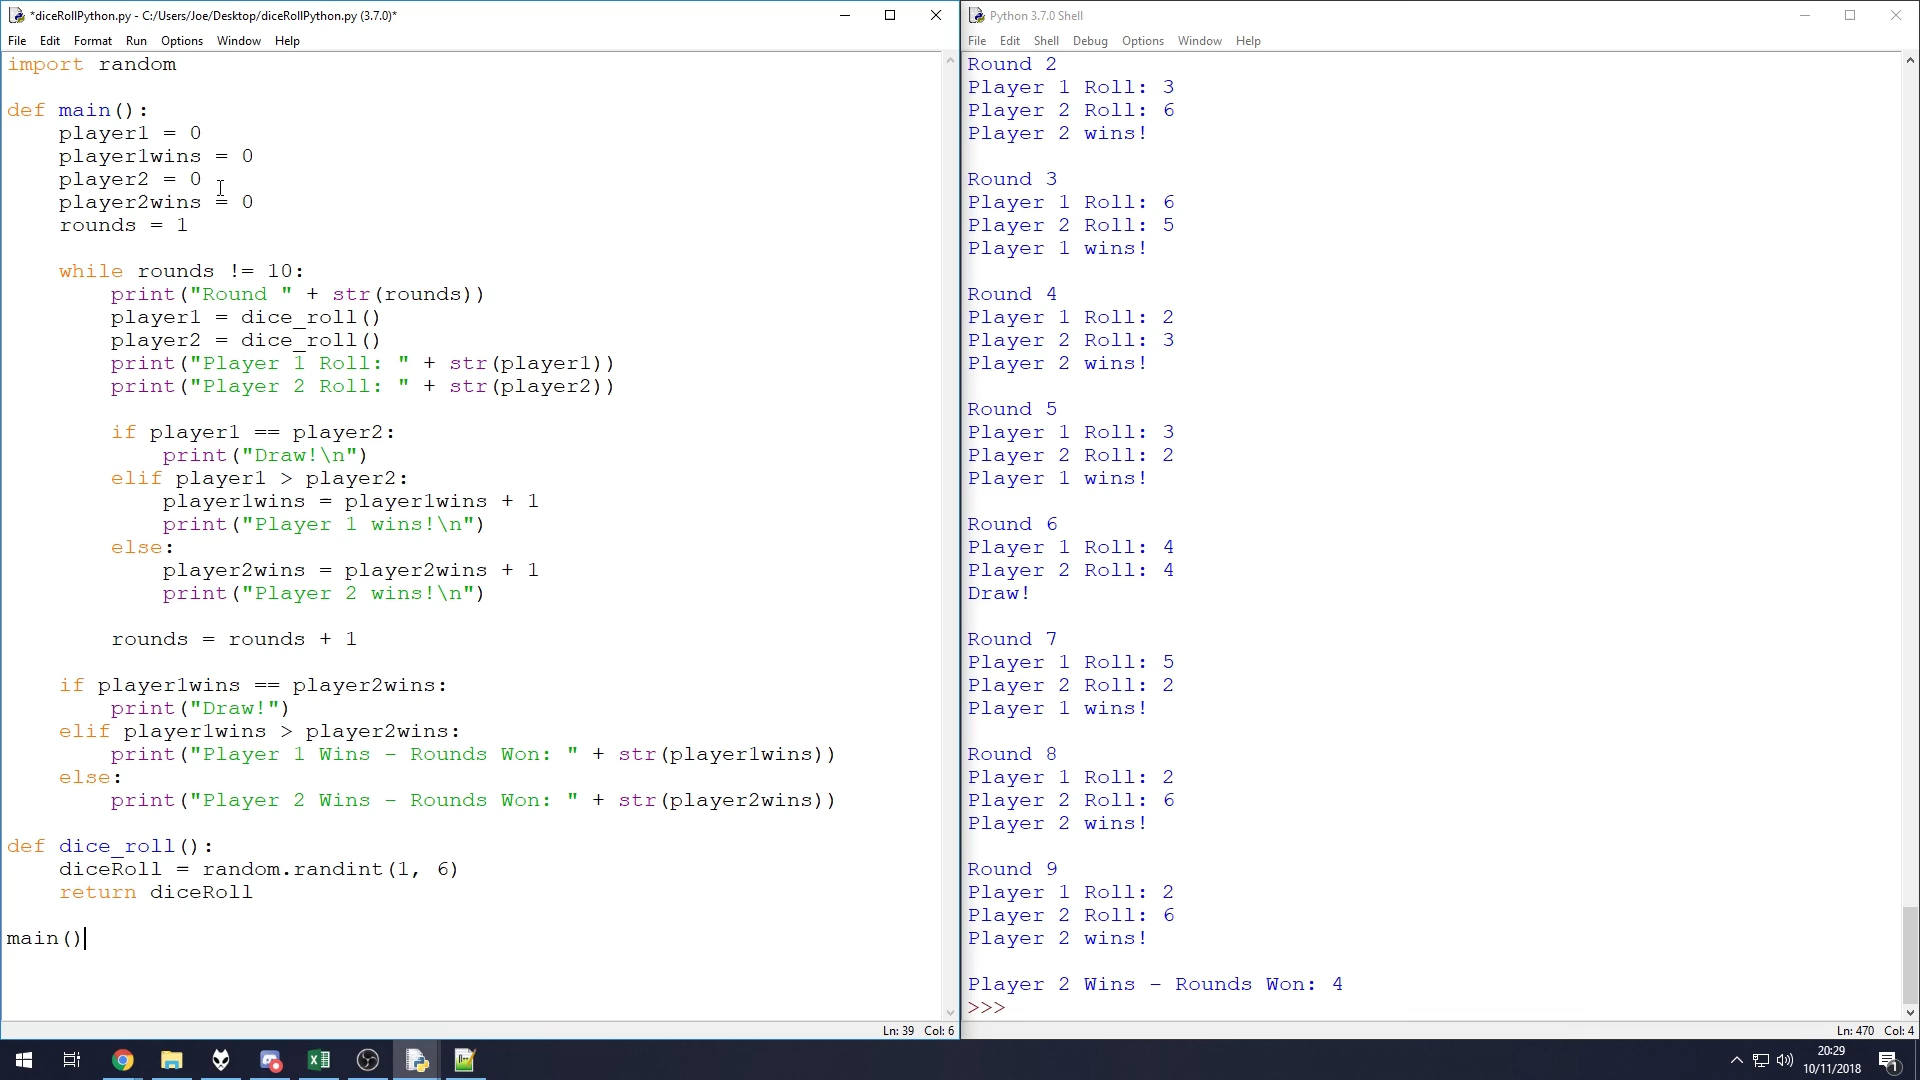 *diceRollPython.py - C:/Users/Joe/Desktop/diceRollPython.py (3.7.0)*
File Edit Format Run Options Window Help
import random
def main():
    player1 = 0
    player1wins = 0
    player2 = 0
    player2wins = 0
    rounds = 1
    while rounds != 10:
        print("Round " + str(rounds))
        player1 = dice_roll()
        player2 = dice_roll()
        print("Player 1 Roll: " + str(player1))
        print("Player 2 Roll: " + str(player2))
        if player1 == player2:
            print("Draw!\n")
        elif player1 > player2:
            player1wins = player1wins + 1
            print("Player 1 wins!\n")
        else:
            player2wins = player2wins + 1
            print("Player 2 wins!\n")
        rounds = rounds + 1
    if player1wins == player2wins:
        print("Draw!")
    elif player1wins > player2wins:
        print("Player 1 Wins - Rounds Won: " + str(player1wins))
    else:
        print("Player 2 Wins - Rounds Won: " + str(player2wins))
def dice_roll():
    diceRoll = random.randint(1, 6)
    return diceRoll
main()
Ln: 39 Col: 6
Python 3.7.0 Shell
File Edit Shell Debug Options Window Help
Round 2
Player 1 Roll: 3
Player 2 Roll: 6
Player 2 wins!
Round 3
Player 1 Roll: 6
Player 2 Roll: 5
Player 1 wins!
Round 4
Player 1 Roll: 2
Player 2 Roll: 3
Player 2 wins!
Round 5
Player 1 Roll: 3
Player 2 Roll: 2
Player 1 wins!
Round 6
Player 1 Roll: 4
Player 2 Roll: 4
Draw!
Round 7
Player 1 Roll: 5
Player 2 Roll: 2
Player 1 wins!
Round 8
Player 1 Roll: 2
Player 2 Roll: 6
Player 2 wins!
Round 9
Player 1 Roll: 2
Player 2 Roll: 6
Player 2 wins!
Player 2 Wins - Rounds Won: 4
>>>
Ln: 470 Col: 4
20:29
10/11/2018
1